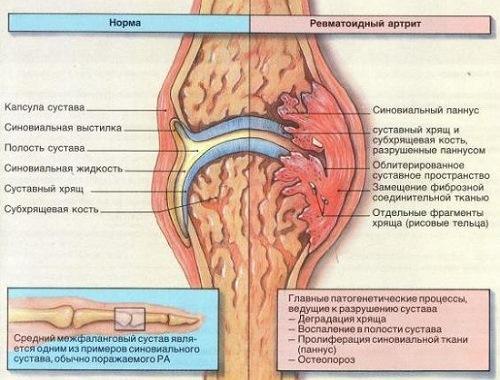 Норма
Ревматоидный артрит
Капсула сустава
Синовиальная выстилка
Полость сустава
Синовиальная жидкость
Суставный хрящ
Субхрящевая кость
Синовиальный паннус
суставный хрящ и
субхрящевая кость,
разрушенные паннусом
Облитерированное
суставное пространство
Замещение фиброзной
соединительной тканью
Отдельные фрагменты
хряща (рисовые тельца)
Средний межфаланговый сустав явля-
ется одним из примеров синовиального
сустава, обычно поражаемого РА
Главные патогенетические процессы,
ведущие к разрушению сустава
– Деградация хряща
– Воспаление в полости сустава
– Пролиферация синовиальной ткани
(паннус)
– Остеопороз